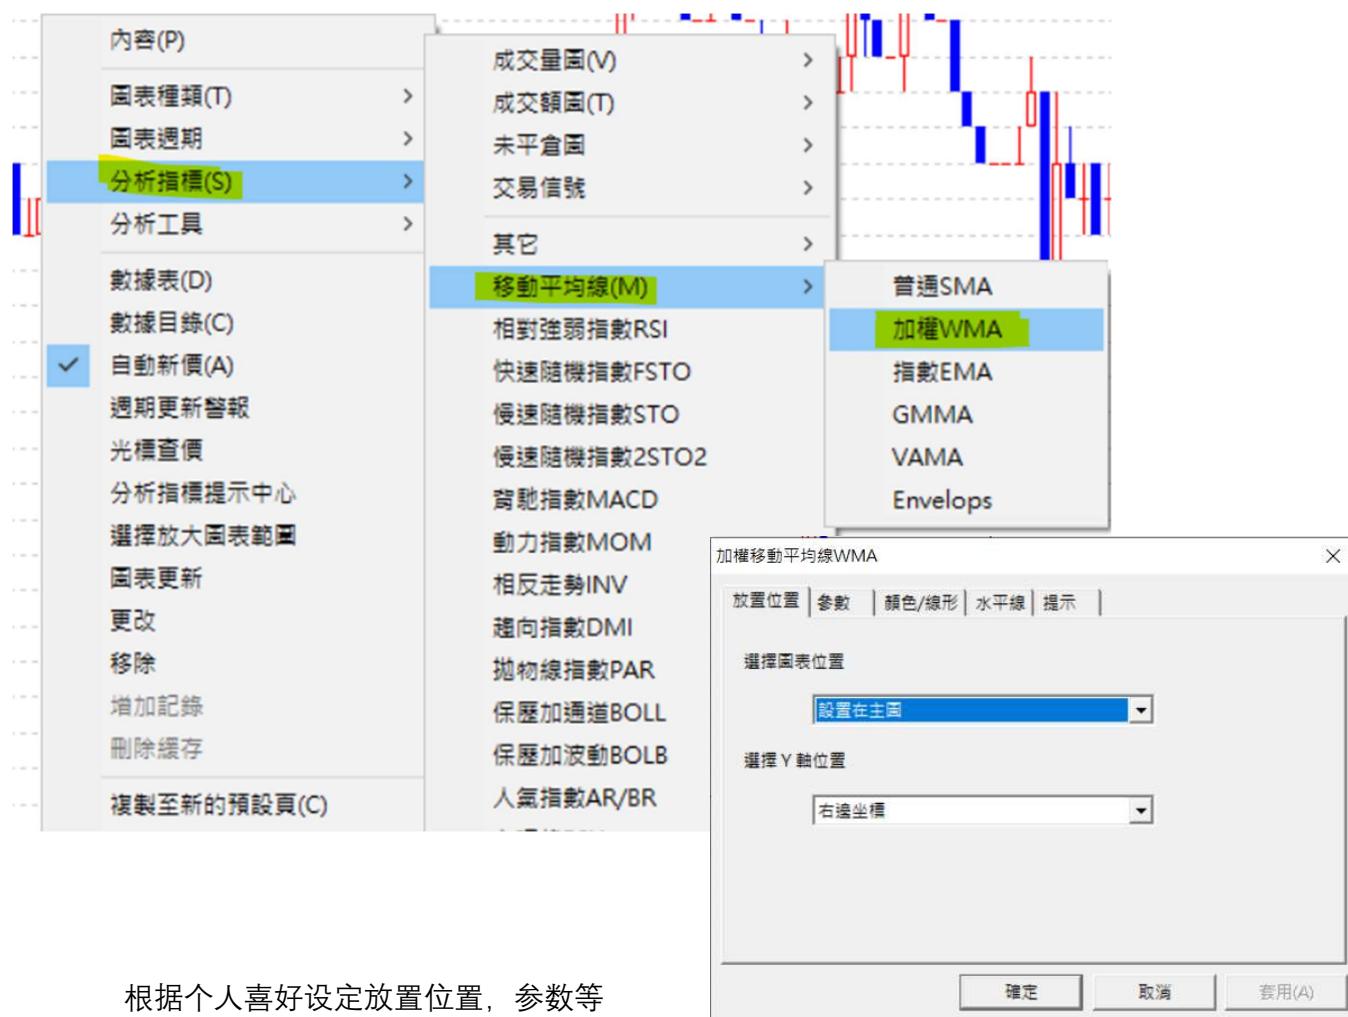 內容(P)
圖表種類(T)
圖表週期
分析指標(S)
分析工具
數據表(D)
數據目錄(C)
自動新價(A)
週期更新警報
光標查價
分析指標提示中心
選擇放大圖表範圍
圖表更新
更改
移除
增加記錄
刪除緩存
複製至新的預設頁(C)
成交量圖(V)
成交額圖(T)
未平倉圖
交易信號
其它
移動平均線(M)
相對強弱指數RSI
快速隨機指數FSTO
慢速隨機指數STO
慢速隨機指數2STO2
背馳指數MACD
動力指數MOM
相反走勢INV
趨向指數DMI
拋物線指數PAR
保歷加通道BOLL
保歷加波動BOLB
人氣指數AR/BR
普通SMA
加權WMA
指數EMA
GMMA
VAMA
Envelops
加權移動平均線WMA
放置位置 參數 顏色/線形 水平線 提示
選擇圖表位置
設置在主圖
選擇 Y 軸位置
右邊坐標
確定 取消 套用(A)
根据个人喜好设定放置位置，参数等